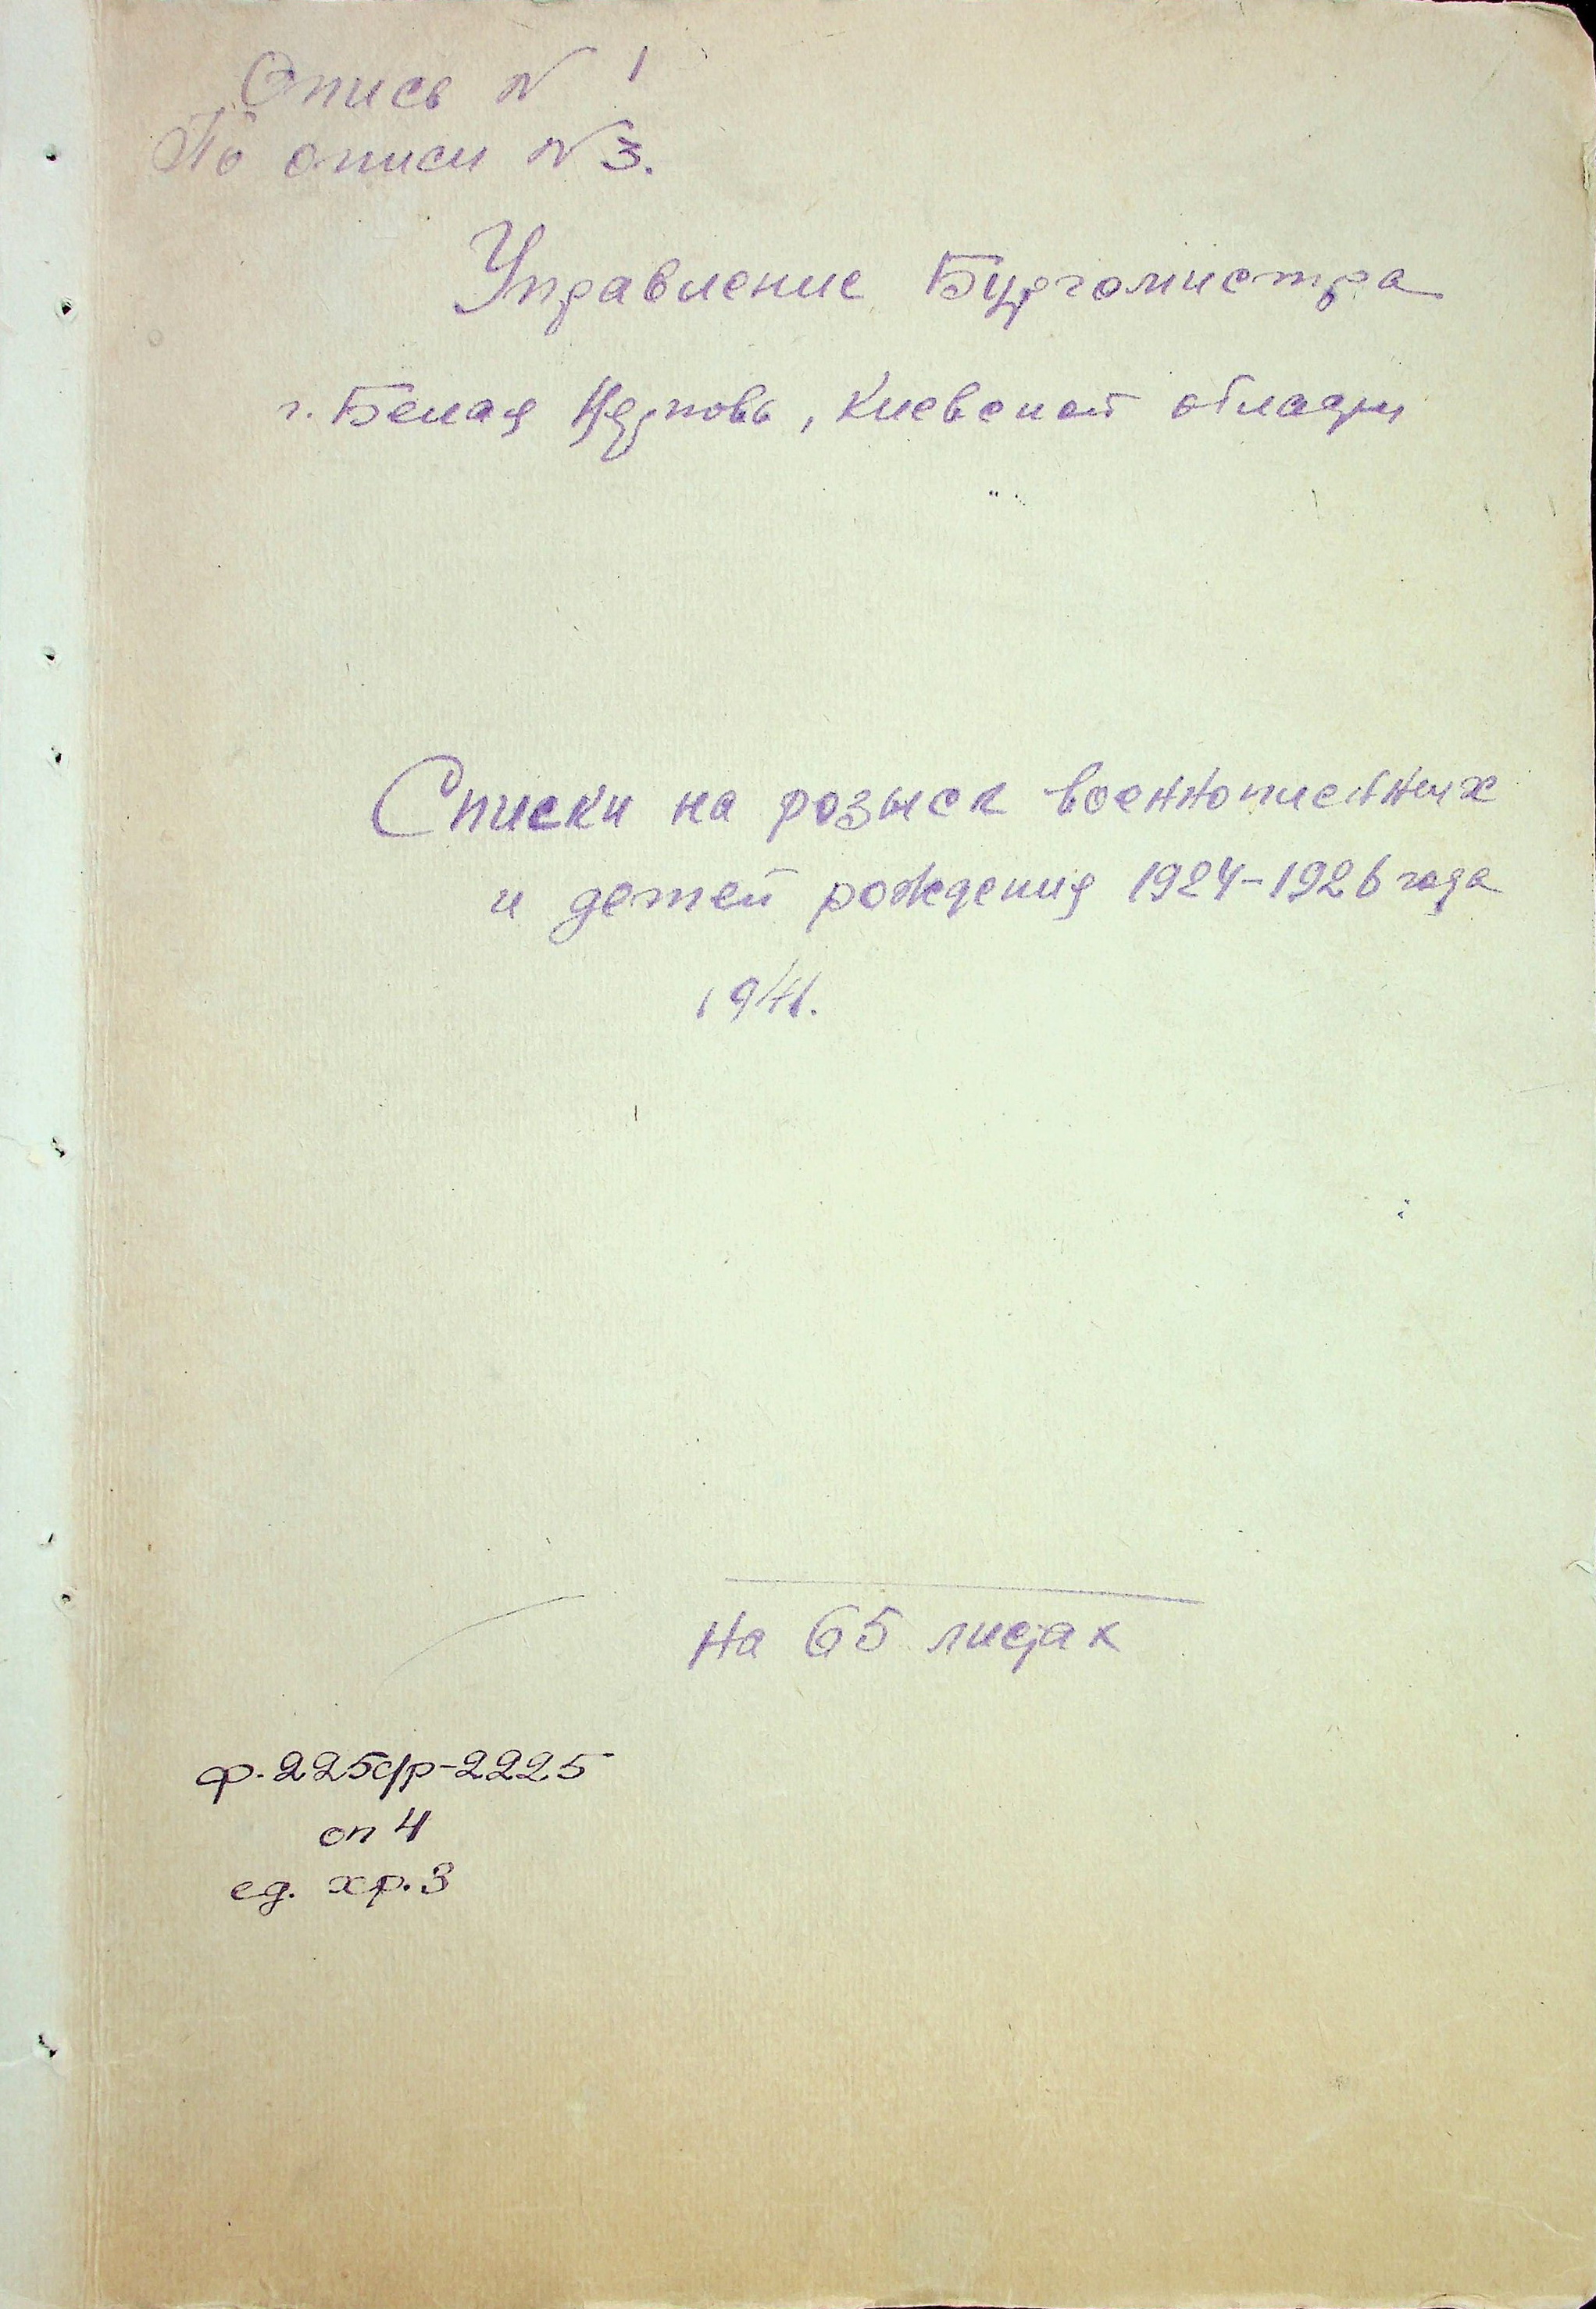 Опись № 1
По описи № 3.
Управление Бургомистра
г. Белая Церковь, Киевской области
Списки на розыск военнопленных
и детей рождения 1924-1926 года
1941.
На 65 листах
ф. 225с/р-2225
оп 4
ед. хр. 3